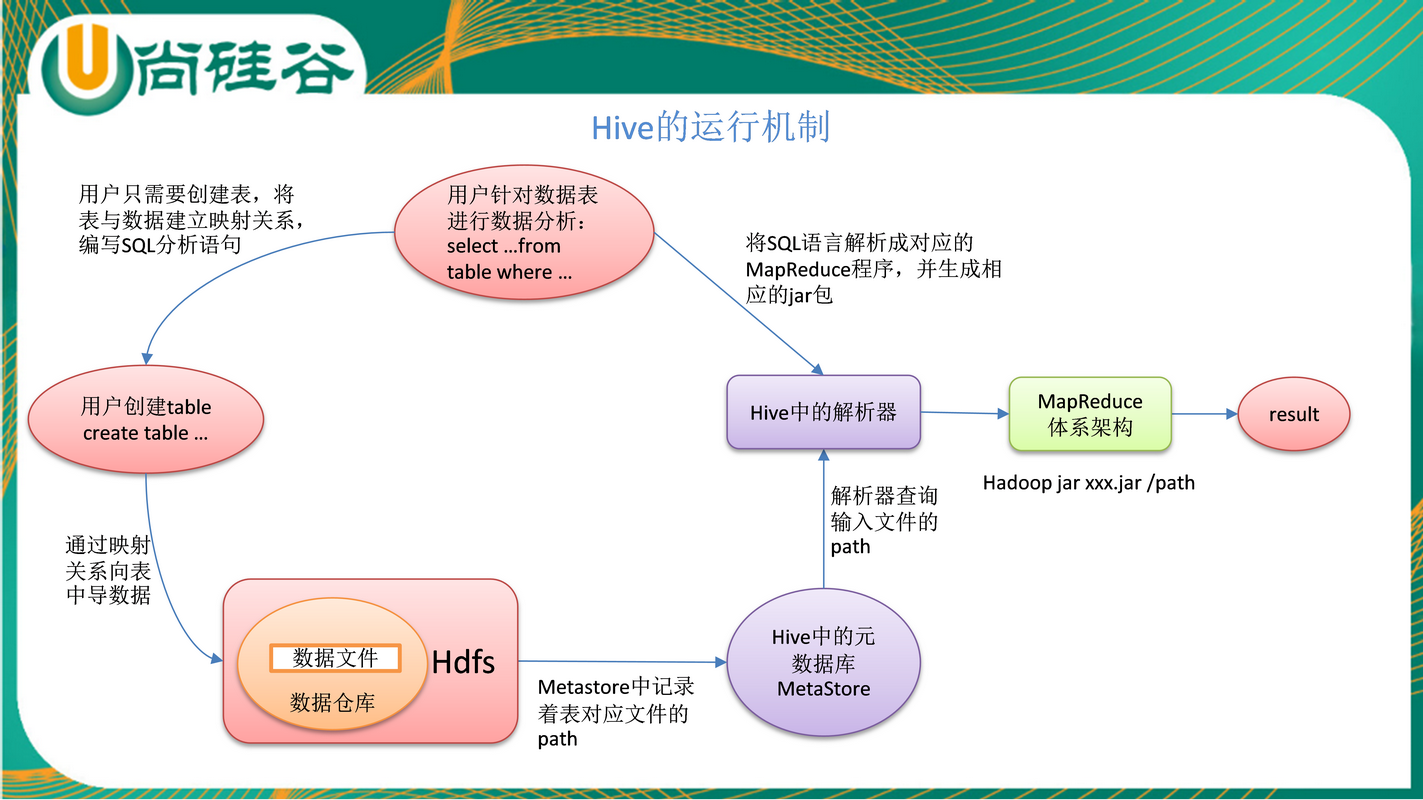 尚硅谷
Hive的运行机制
用户只需要创建表，将
表与数据建立映射关系，
编写SQL分析语句
用户针对数据表
进行数据分析：
select …from
table where …
将SQL语言解析成对应的
MapReduce程序，并生成相
应的jar包
用户创建table
create table …
Hive中的解析器
MapReduce
体系架构
result
Hadoop jar xxx.jar /path
解析器查询
输入文件的
path
通过映射
关系向表
中导数据
数据文件
数据仓库
Hdfs
Metastore中记录
着表对应文件的
path
Hive中的元
数据库
MetaStore